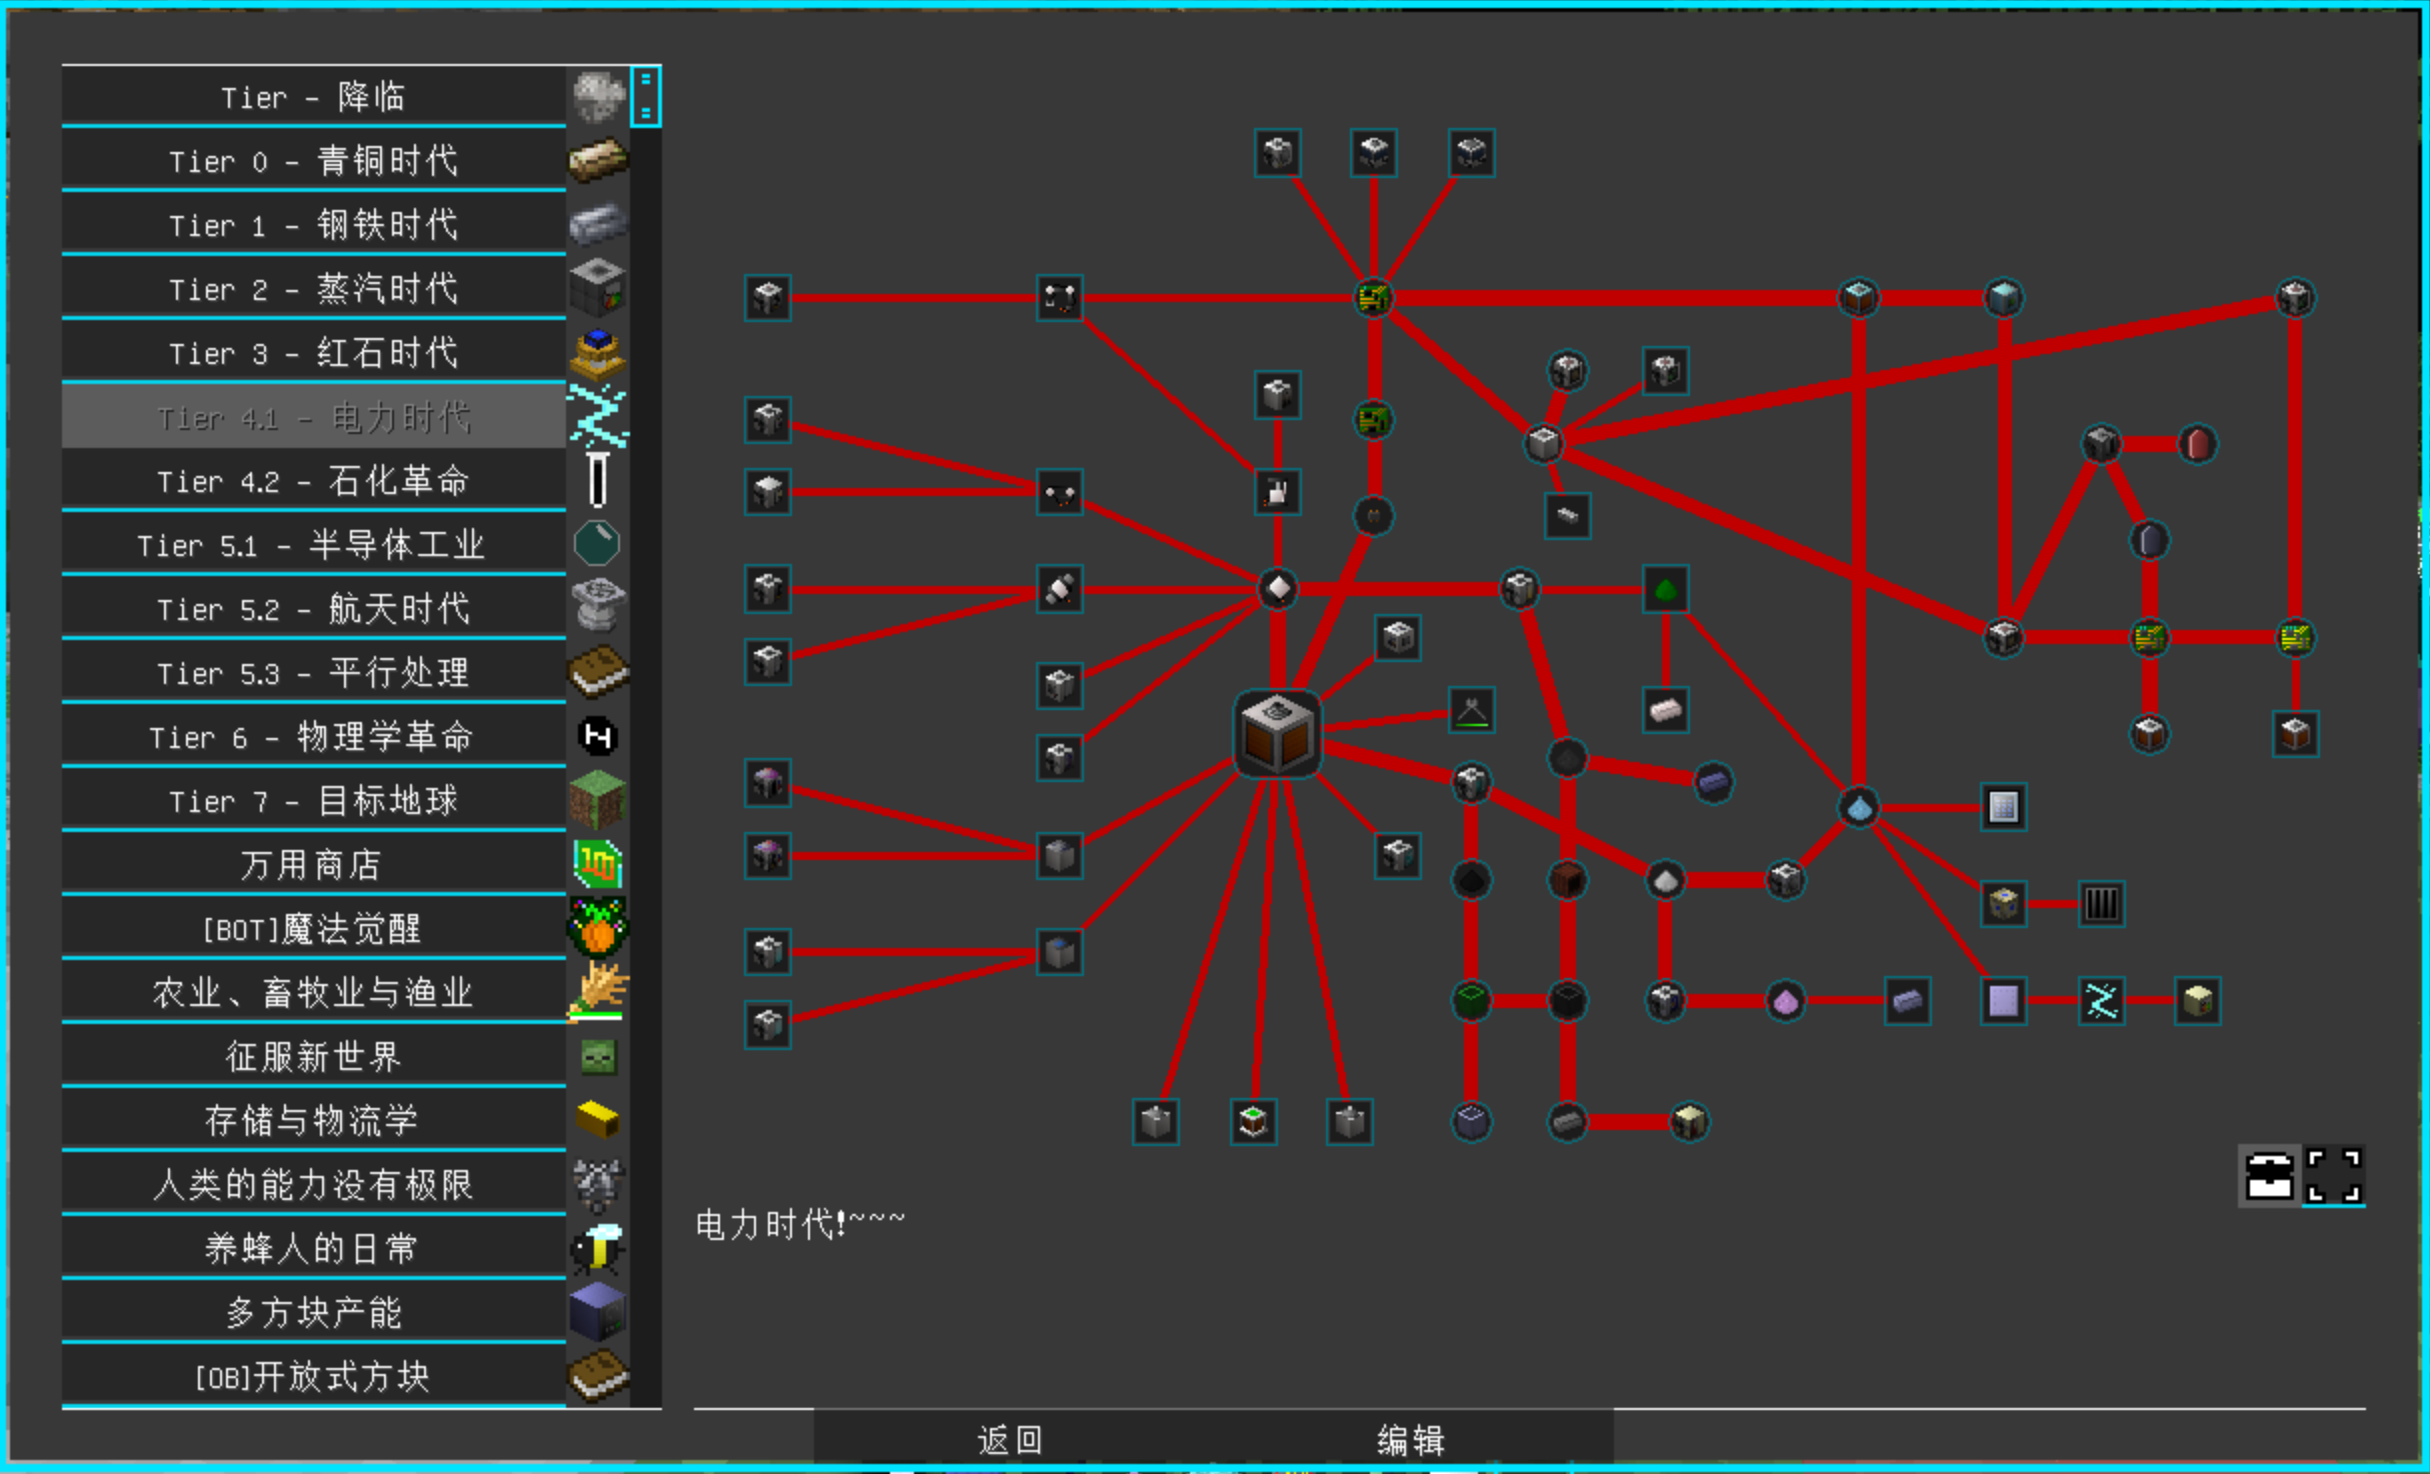 Tier - 降临
Tier 0 - 青铜时代
Tier 1 - 钢铁时代
Tier 2 - 蒸汽时代
Tier 3 - 红石时代
Tier 4.1 - 电力时代
Tier 4.2 - 石化革命
Tier 5.1 - 半导体工业
Tier 5.2 - 航天时代
Tier 5.3 - 平行处理
Tier 6 - 物理学革命
Tier 7 - 目标地球
万用商店
[BOT]魔法觉醒
农业、畜牧业与渔业
征服新世界
存储与物流学
人类的能力没有极限
养蜂人的日常
多方块产能
[OB]开放式方块
电力时代!~~~
返回
编辑